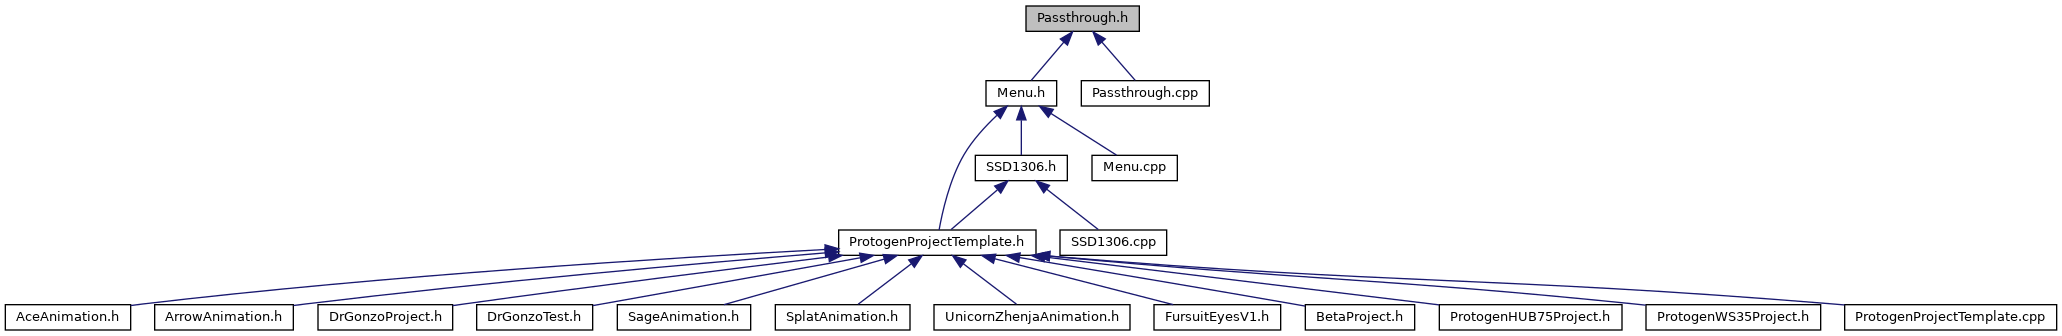 Passthrough.h
Menu.h
Passthrough.cpp
SSD1306.h
Menu.cpp
ProtogenProjectTemplate.h
SSD1306.cpp
AceAnimation.h
ArrowAnimation.h
DrGonzoProject.h
DrGonzoTest.h
SageAnimation.h
SplatAnimation.h
UnicornZhenjaAnimation.h
FursuitEyesV1.h
BetaProject.h
ProtogenHUB75Project.h
ProtogenWS35Project.h
ProtogenProjectTemplate.cpp